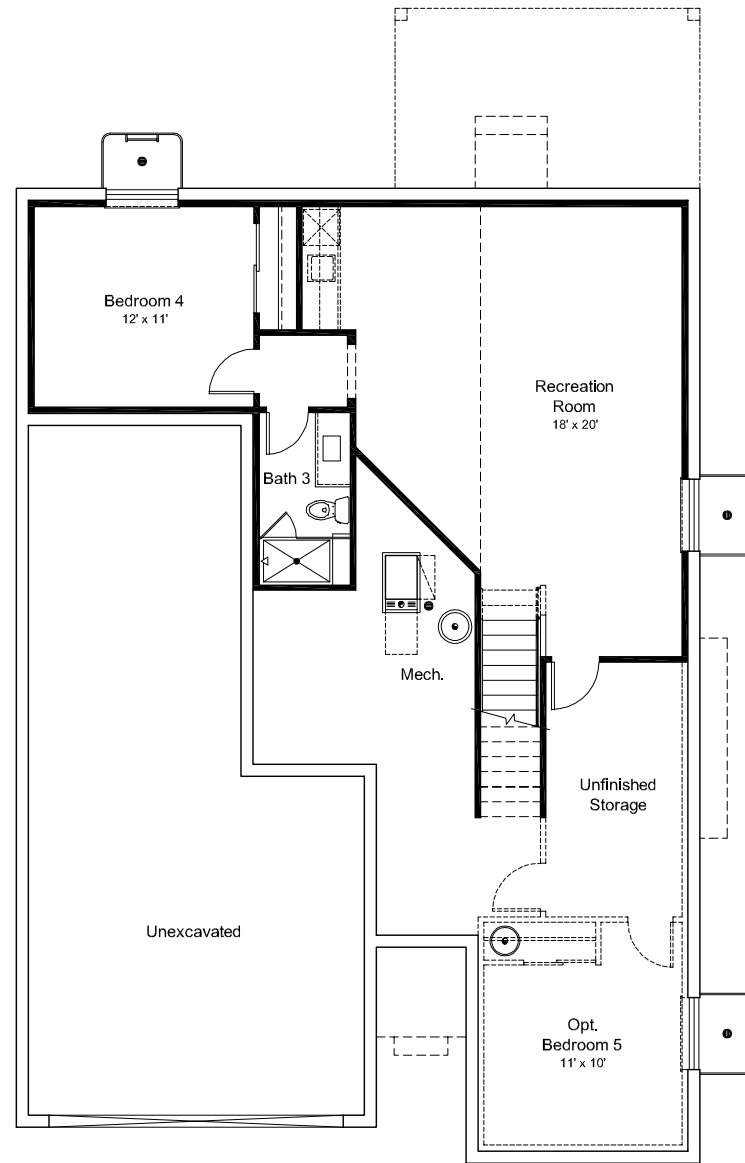 Bedroom 4
12' x 11'
Recreation
Room
18' x 20'
Bath 3
Mech.
Unfinished
Storage
Unexcavated
Opt.
Bedroom 5
11' x 10'